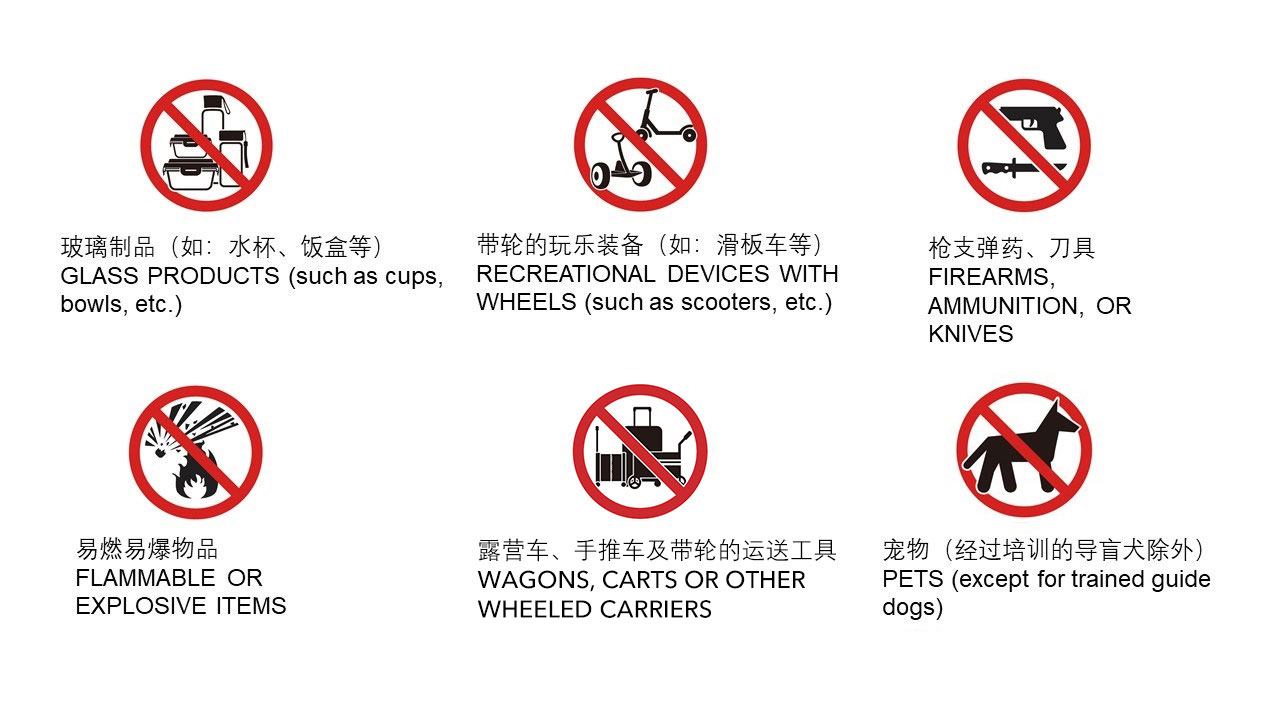 玻璃制品（如：水杯、饭盒等）
GLASS PRODUCTS (such as cups,
bowls, etc.)
带轮的玩乐装备（如：滑板车等）
RECREATIONAL DEVICES WITH
WHEELS (such as scooters, etc.)
枪支弹药、刀具
FIREARMS,
AMMUNITION, OR
KNIVES
易燃易爆物品
FLAMMABLE OR
EXPLOSIVE ITEMS
露营车、手推车及带轮的运送工具
WAGONS, CARTS OR OTHER
WHEELED CARRIERS
宠物（经过培训的导盲犬除外）
PETS (except for trained guide
dogs)